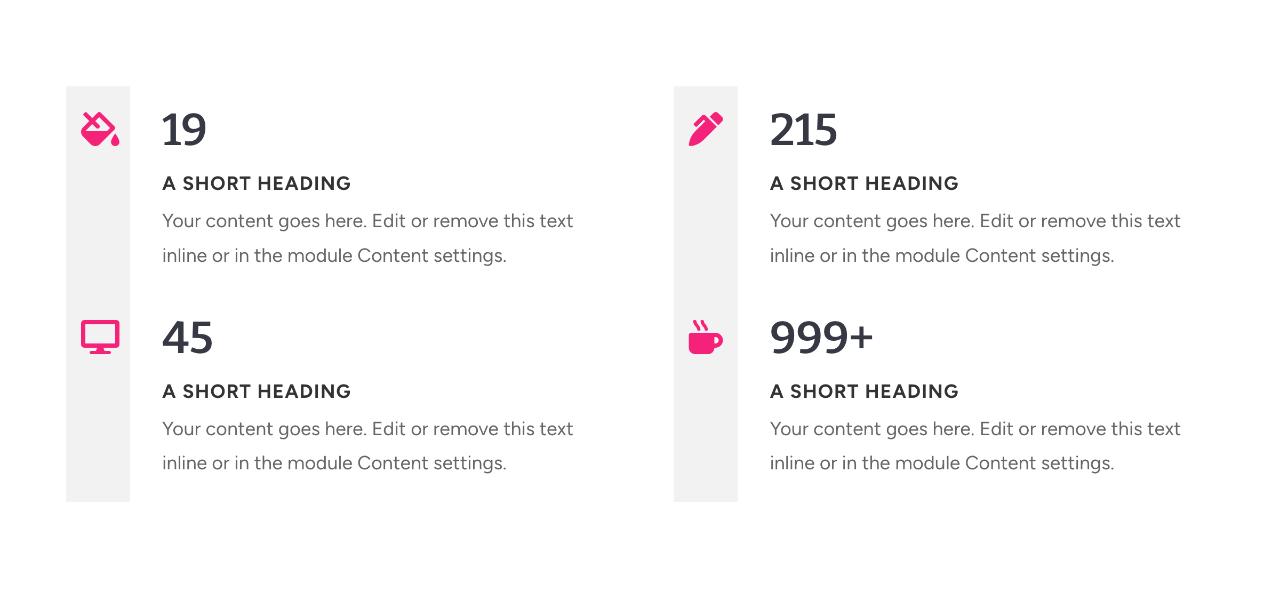 19
A SHORT HEADING
Your content goes here. Edit or remove this text
inline or in the module Content settings.
215
A SHORT HEADING
Your content goes here. Edit or remove this text
inline or in the module Content settings.
45
A SHORT HEADING
Your content goes here. Edit or remove this text
inline or in the module Content settings.
999+
A SHORT HEADING
Your content goes here. Edit or remove this text
inline or in the module Content settings.